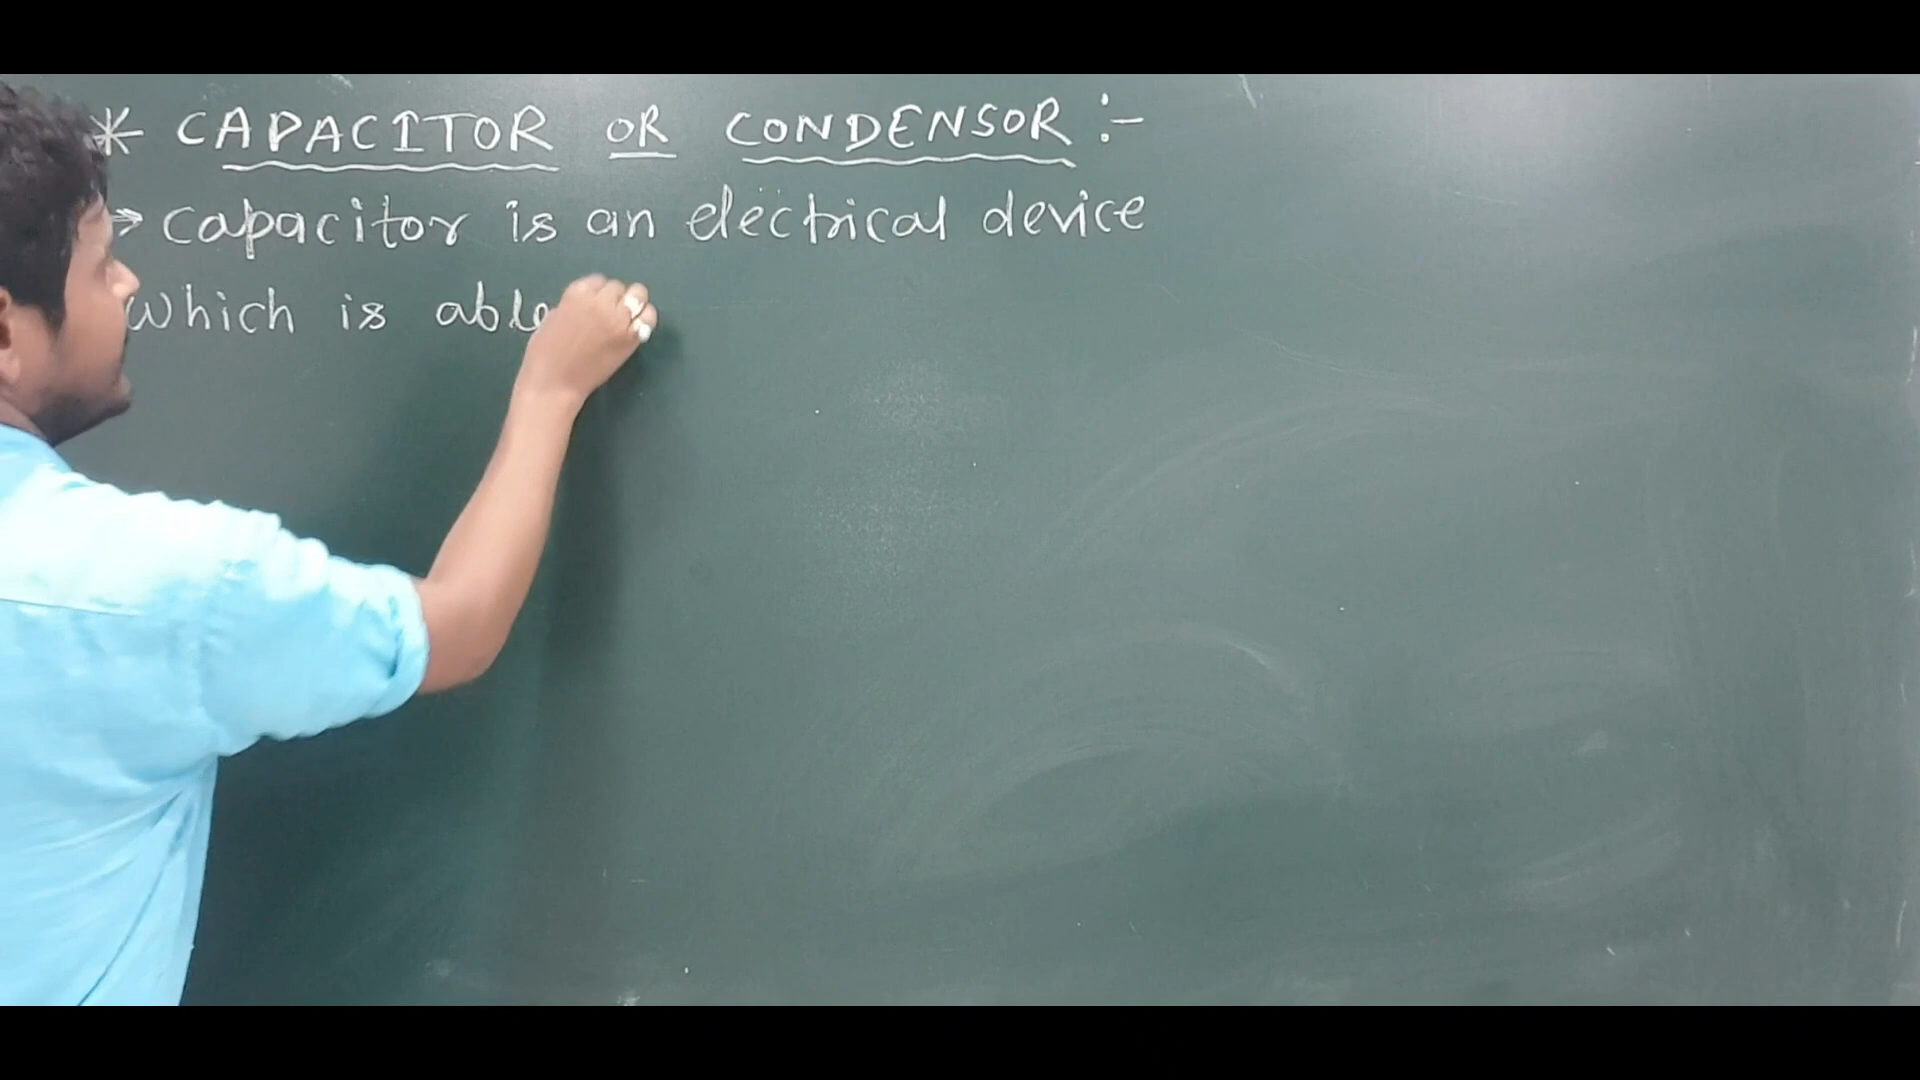 * CAPACITOR OR CONDENSOR :-
→ capacitor is an electrical device
which is able